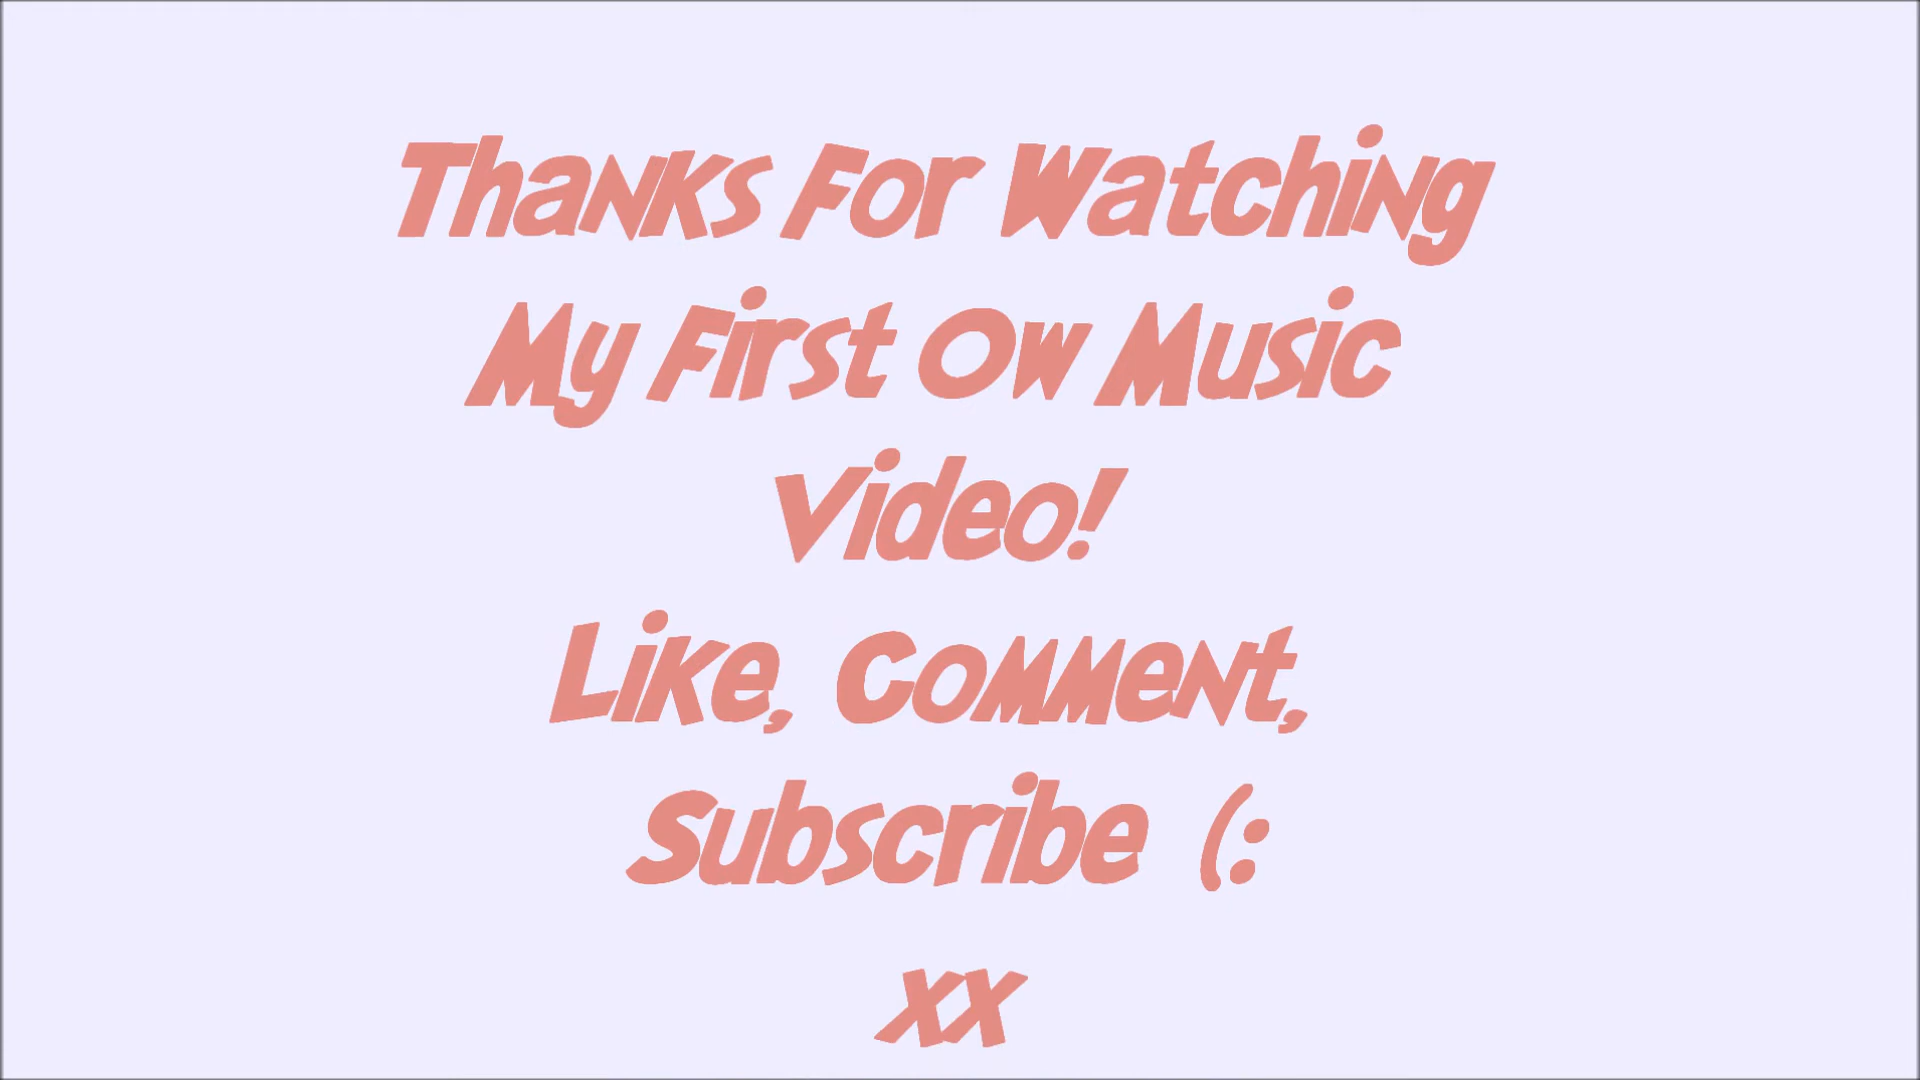 Thanks For Watching
My First Ow Music
Video!
Like, Comment,
Subscribe (:
xx